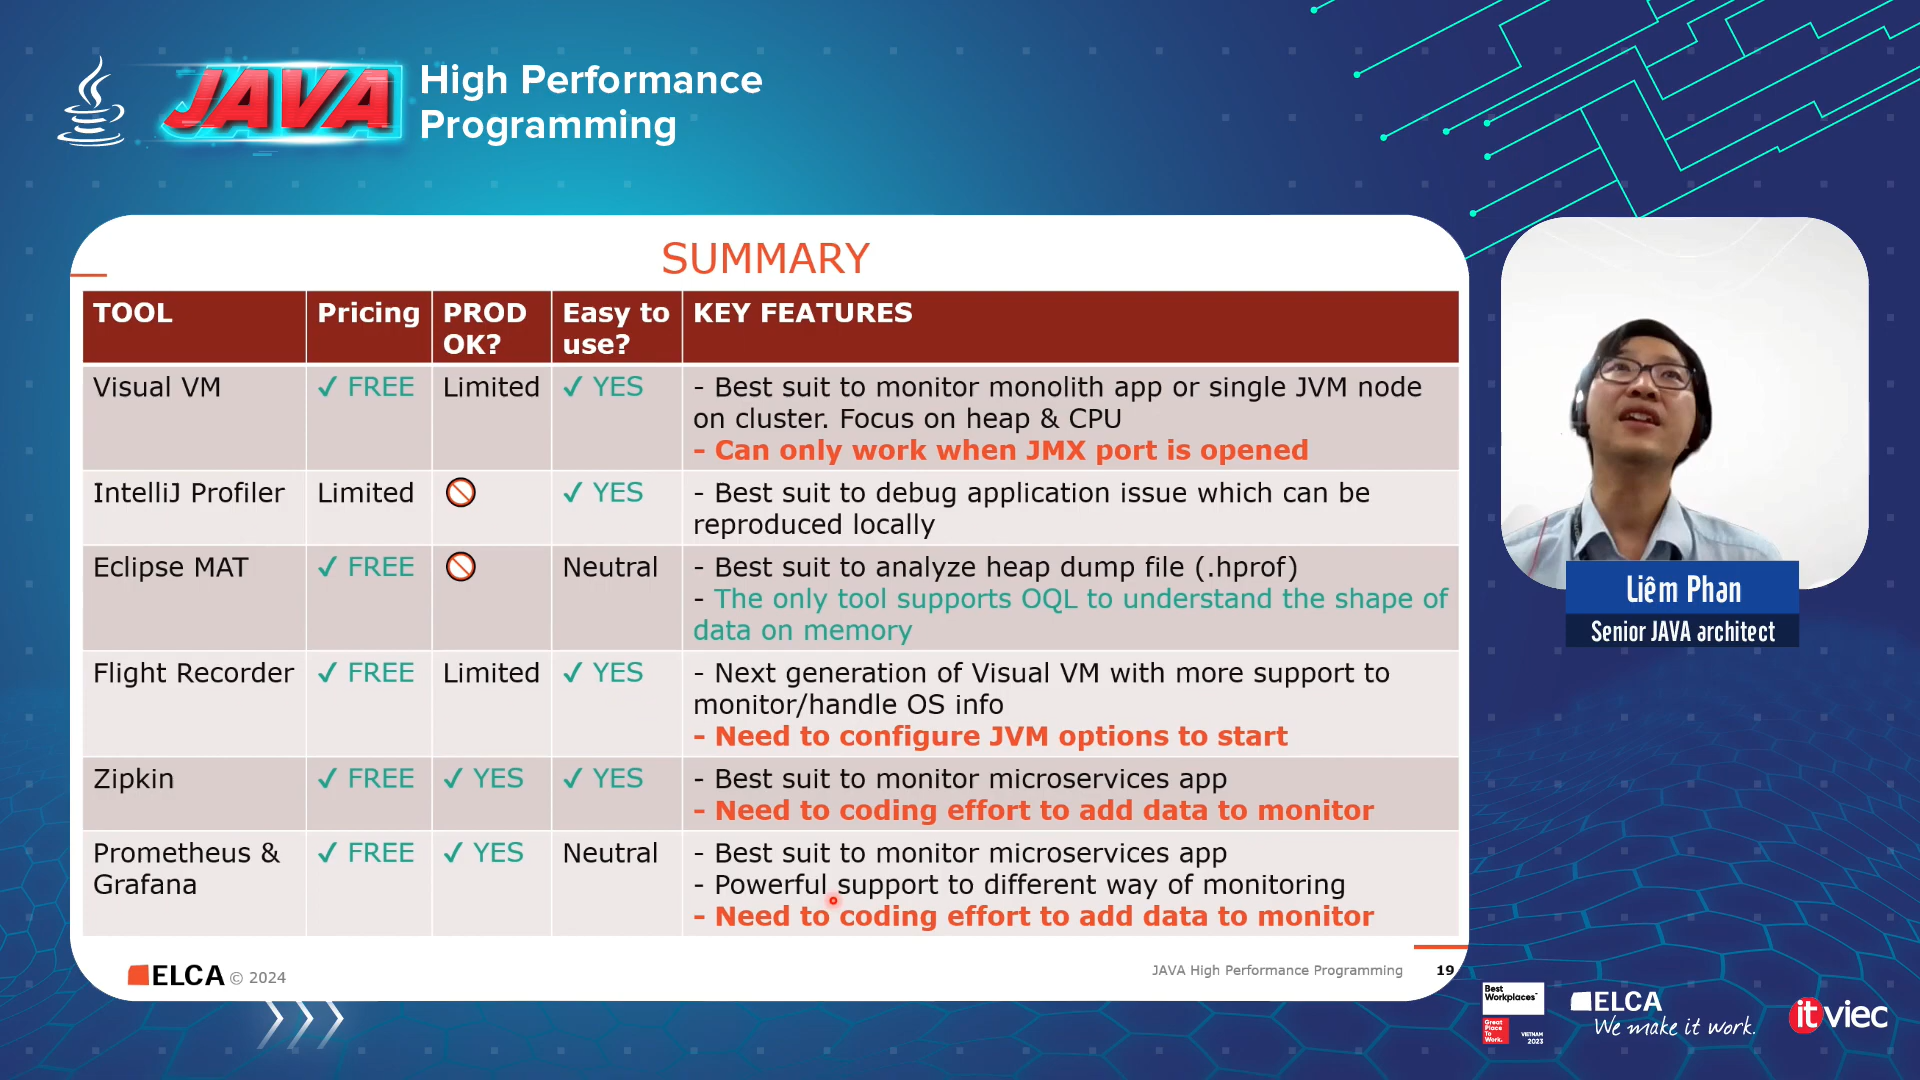 JAVA High Performance
Programming
SUMMARY
TOOL Pricing PROD OK? Easy to use? KEY FEATURES
Visual VM ✓ FREE Limited ✓ YES - Best suit to monitor monolith app or single JVM node
on cluster. Focus on heap & CPU
- Can only work when JMX port is opened
IntelliJ Profiler Limited ✓ YES - Best suit to debug application issue which can be
reproduced locally
Eclipse MAT ✓ FREE Neutral - Best suit to analyze heap dump file (.hprof)
- The only tool supports OQL to understand the shape of
data on memory
Flight Recorder ✓ FREE Limited ✓ YES - Next generation of Visual VM with more support to
monitor/handle OS info
- Need to configure JVM options to start
Zipkin ✓ FREE ✓ YES ✓ YES - Best suit to monitor microservices app
- Need to coding effort to add data to monitor
Prometheus & Grafana ✓ FREE ✓ YES Neutral - Best suit to monitor microservices app
- Powerful support to different way of monitoring
- Need to coding effort to add data to monitor
ELCA © 2024
JAVA High Performance Programming 19
Liêm Phan
Senior JAVA architect
Best
Workplaces™
Great
Place
To
Work.
VIETNAM
2023
ELCA
We make it work.
itviec